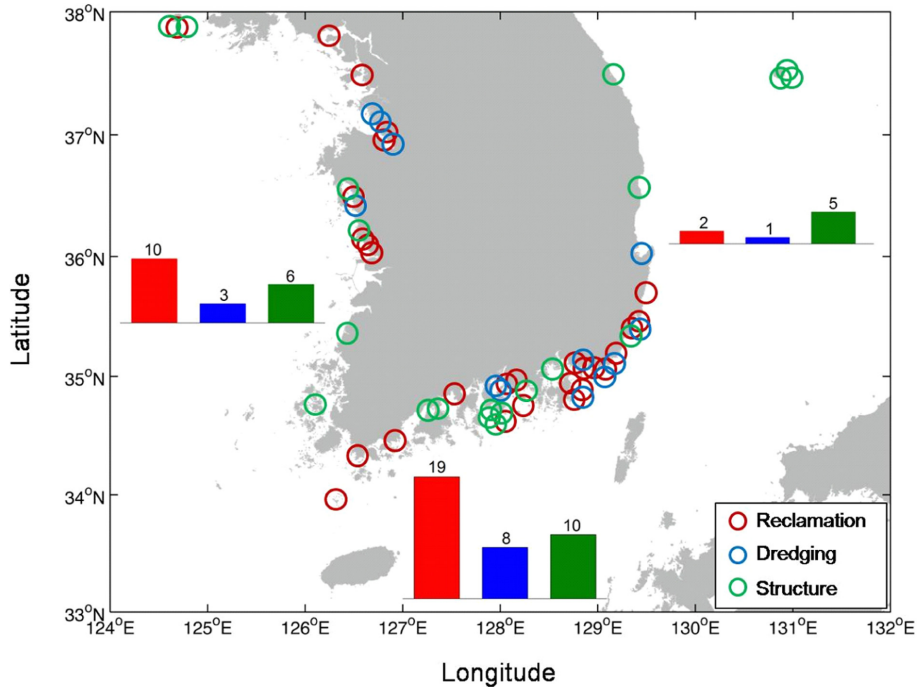 38°N
37°N
36°N
35°N
34°N
33°N
124°E 125°E 126°E 127°E 128°E 129°E 130°E 131°E 132°E
Latitude
Longitude
10
3
6
2
1
5
19
8
10
Reclamation
Dredging
Structure